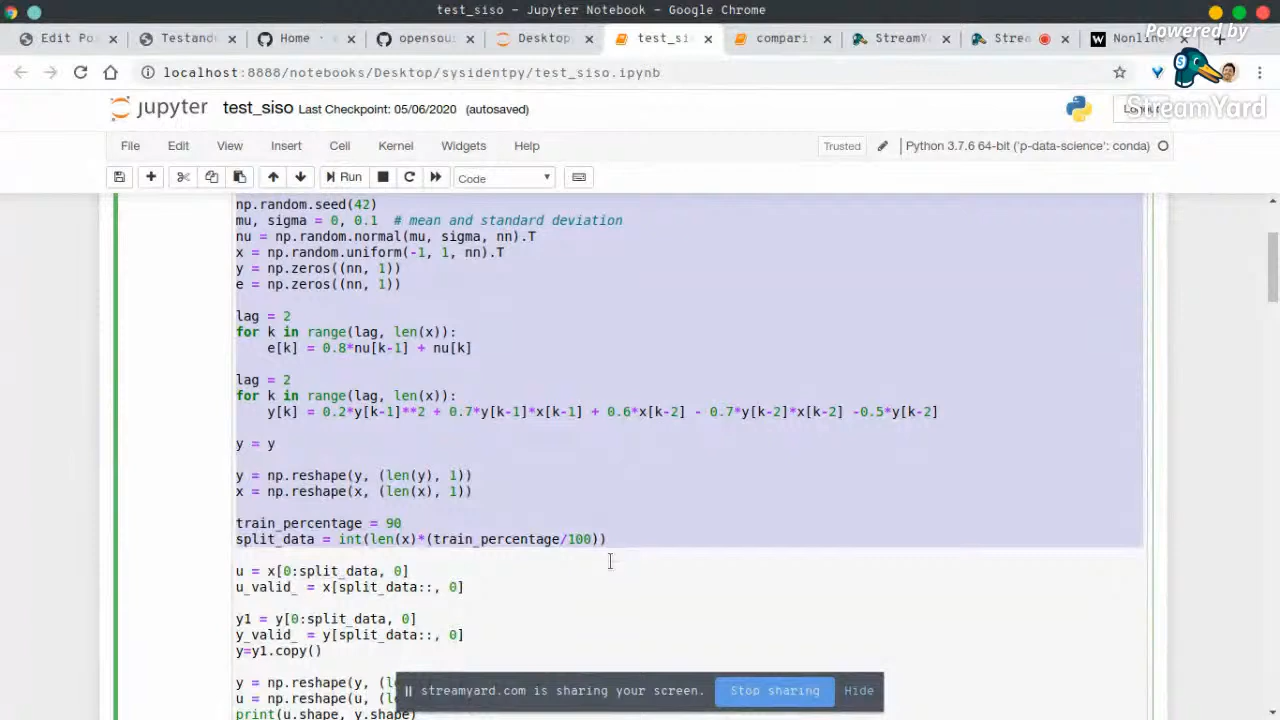 test_siso - Jupyter Notebook - Google Chrome
Edit Po
Testand
Home -
opensou
Desktop
test_si
compari
StreamY
Strea
Nonlin
Powered by
localhost:8888/notebooks/Desktop/sysidentpy/test_siso.ipynb
jupyter test_siso Last Checkpoint: 05/06/2020 (autosaved)
Logout
StreamYard
File Edit View Insert Cell Kernel Widgets Help
Trusted
Python 3.7.6 64-bit ('p-data-science': conda)
Run
Code
np.random.seed(42)
mu, sigma = 0, 0.1 # mean and standard deviation
nu = np.random.normal(mu, sigma, nn).T
x = np.random.uniform(-1, 1, nn).T
y = np.zeros((nn, 1))
e = np.zeros((nn, 1))
lag = 2
for k in range(lag, len(x)):
e[k] = 0.8*nu[k-1] + nu[k]
lag = 2
for k in range(lag, len(x)):
y[k] = 0.2*y[k-1]**2 + 0.7*y[k-1]*x[k-1] + 0.6*x[k-2] - 0.7*y[k-2]*x[k-2] -0.5*y[k-2]
y = y
y = np.reshape(y, (len(y), 1))
x = np.reshape(x, (len(x), 1))
train_percentage = 90
split_data = int(len(x)*(train_percentage/100))
u = x[0:split_data, 0]
u_valid_ = x[split_data::, 0]
y1 = y[0:split_data, 0]
y_valid_ = y[split_data::, 0]
y=y1.copy()
y = np.reshape(y, (le
u = np.reshape(u, (le
print(u.shape, y.shape)
streamyard.com is sharing your screen.
Stop sharing
Hide